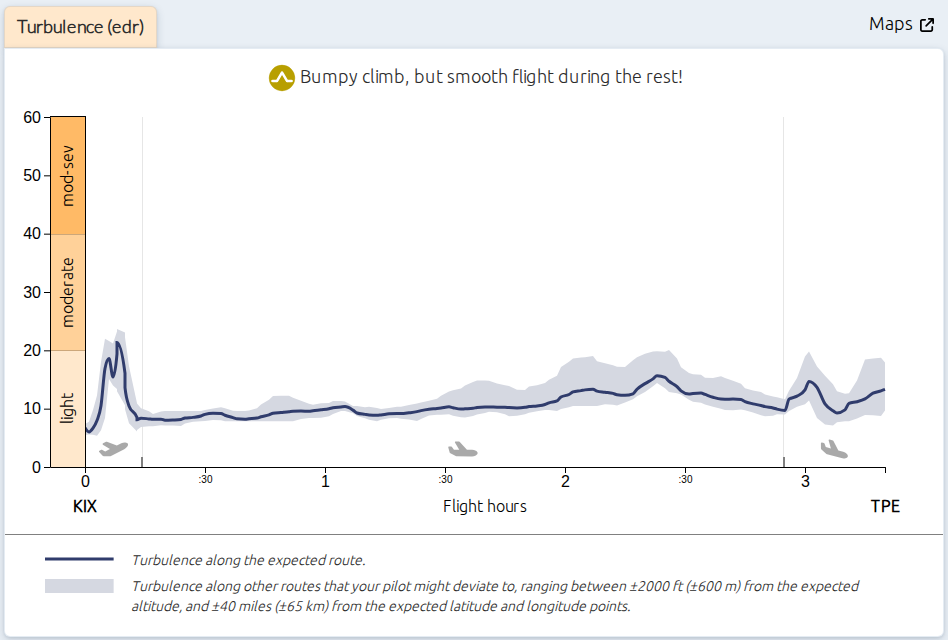 Turbulence (edr)
Maps
Bumpy climb, but smooth flight during the rest!
60
50
40
30
20
10
0
mod-sev
moderate
light
0
:30
1
:30
2
:30
3
KIX
Flight hours
TPE
Turbulence along the expected route.
Turbulence along other routes that your pilot might deviate to, ranging between ±2000 ft (±600 m) from the expected
altitude, and ±40 miles (±65 km) from the expected latitude and longitude points.